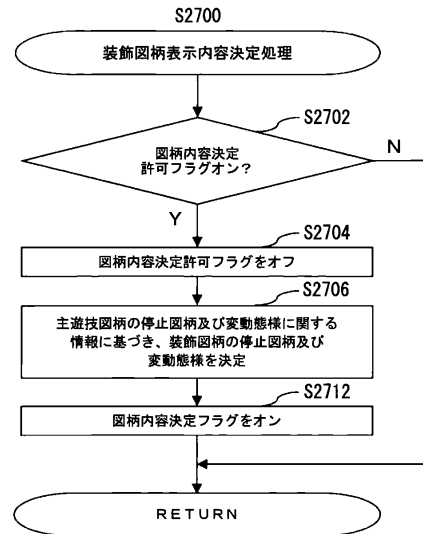 S2700
装飾図柄表示内容決定処理
S2702
図柄内容決定
許可フラグオン?
N
Y
S2704
図柄内容決定許可フラグをオフ
S2706
主遊技図柄の停止図柄及び変動態様に関する
情報に基づき、装飾図柄の停止図柄及び
変動態様を決定
S2712
図柄内容決定フラグをオン
RETURN